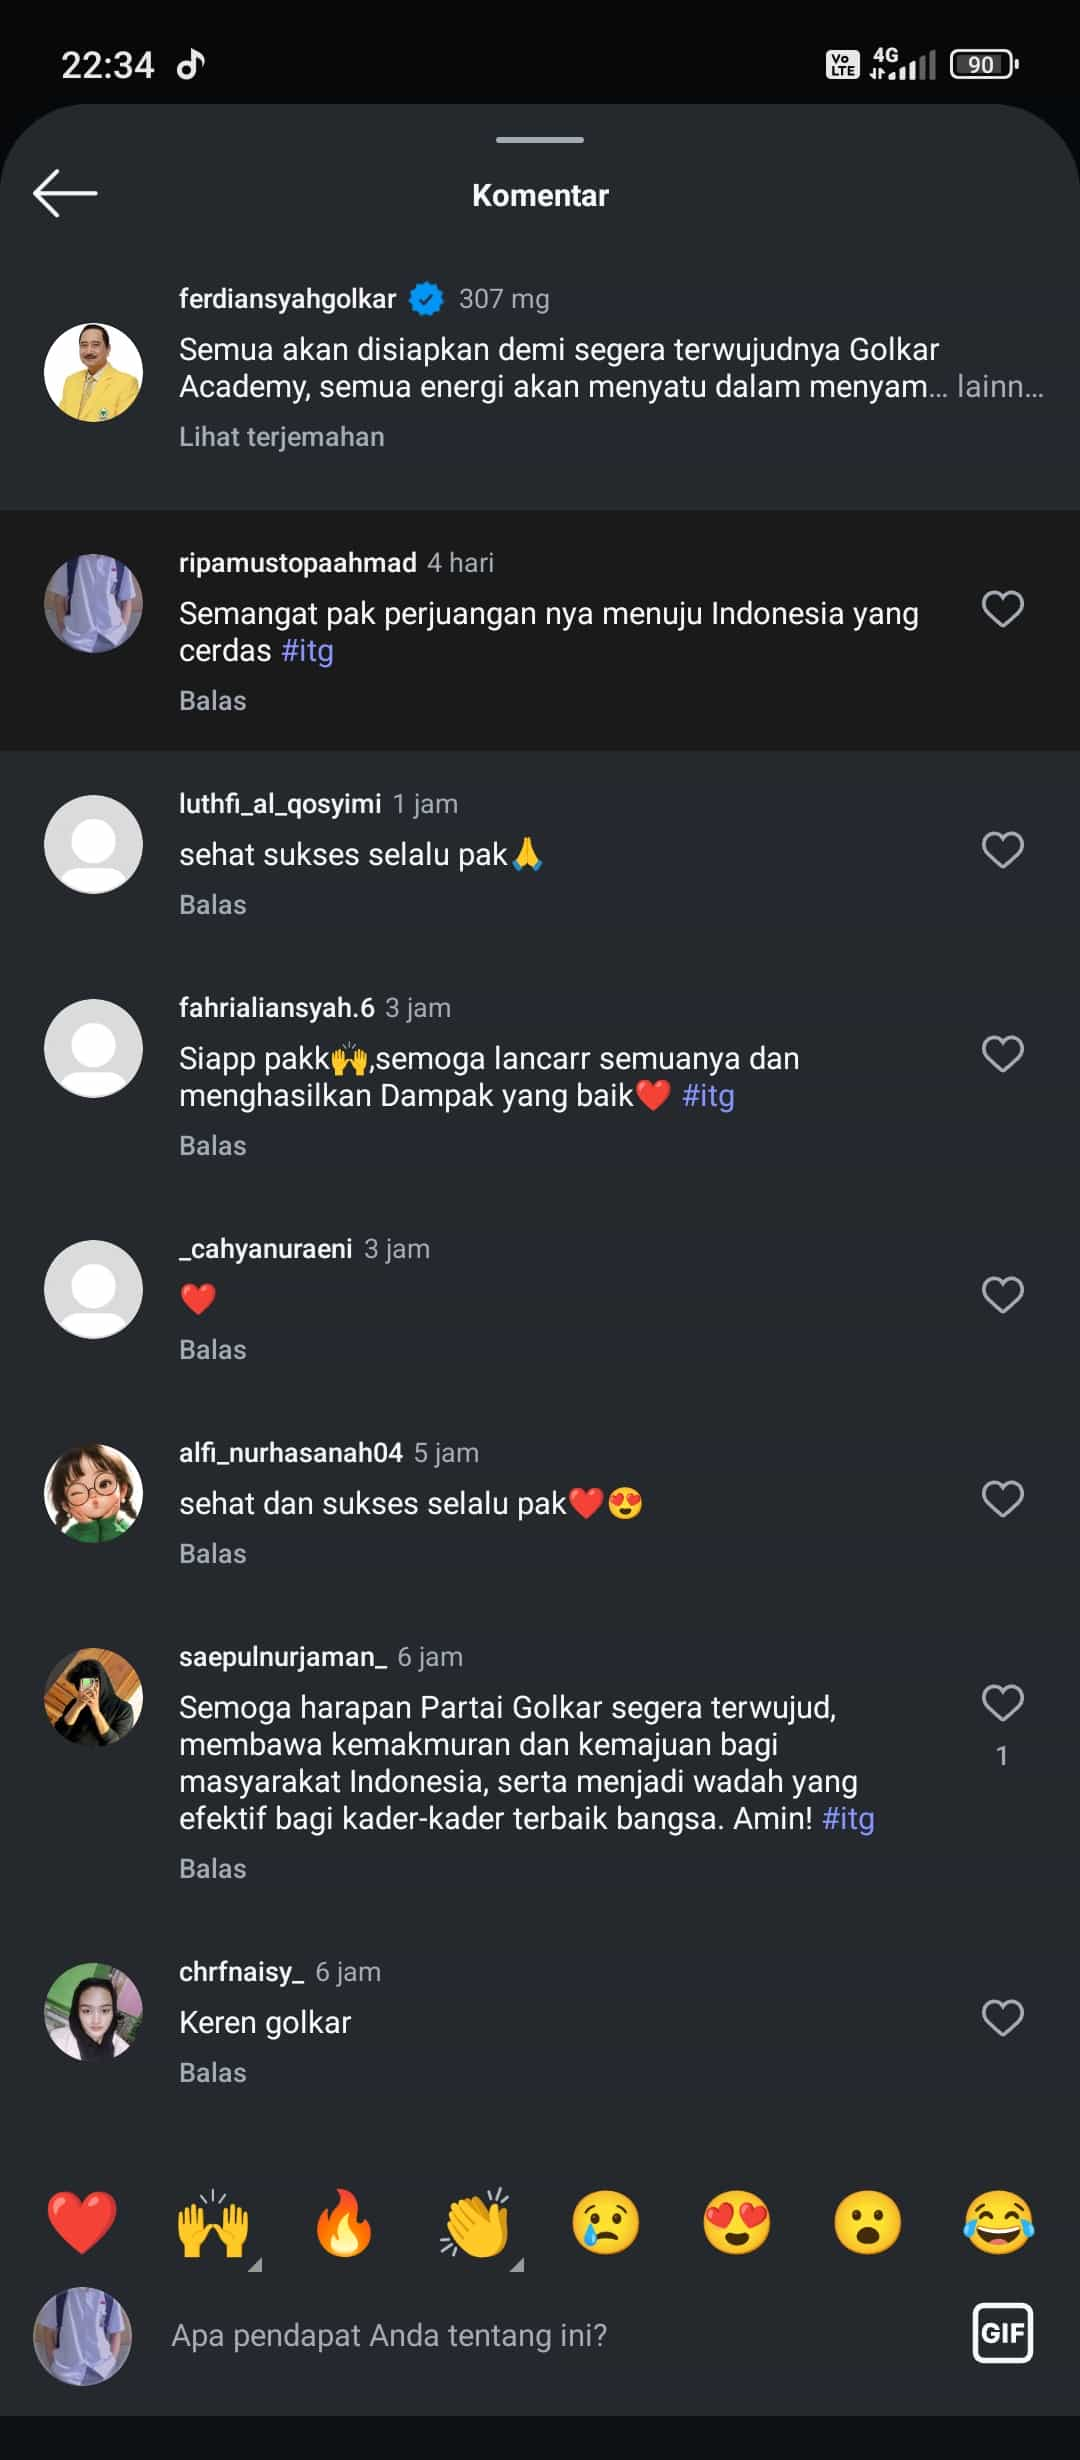 22:34
Vo LTE 4G 90
Komentar
ferdiansyahgolkar 307 mg
Semua akan disiapkan demi segera terwujudnya Golkar
Academy, semua energi akan menyatu dalam menyam... lainn...
Lihat terjemahan
ripamustopaahmad 4 hari
Semangat pak perjuangan nya menuju Indonesia yang
cerdas #itg
Balas
luthfi_al_qosyimi 1 jam
sehat sukses selalu pak🙏
Balas
fahrialiansyah.6 3 jam
Siapp pakk🙌,semoga lancarr semuanya dan
menghasilkan Dampak yang baik❤️ #itg
Balas
_cahyanuraeni 3 jam
❤️
Balas
alfi_nurhasanah04 5 jam
sehat dan sukses selalu pak❤️😍
Balas
saepulnurjaman_ 6 jam
Semoga harapan Partai Golkar segera terwujud,
membawa kemakmuran dan kemajuan bagi
masyarakat Indonesia, serta menjadi wadah yang
efektif bagi kader-kader terbaik bangsa. Amin! #itg
1
Balas
chrfnaisy_ 6 jam
Keren golkar
Balas
❤️🙌🔥👏😢😍😮😂
Apa pendapat Anda tentang ini?
GIF